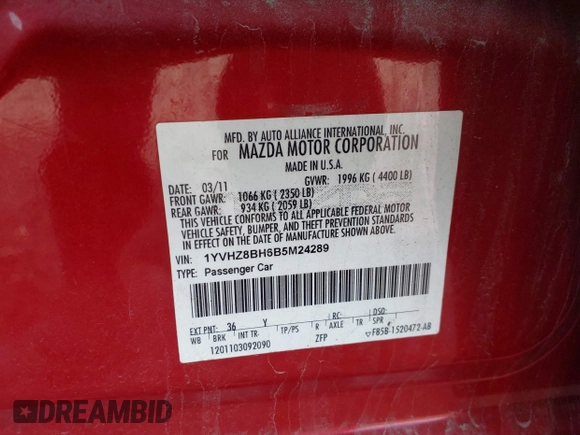 MFD. BY AUTO ALLIANCE INTERNATIONAL, INC.
FOR MAZDA MOTOR CORPORATION
MADE IN U.S.A.
DATE: 03/11 GVWR: 1996 KG ( 4400 LB)
FRONT GAWR: 1066 KG ( 2350 LB)
REAR GAWR: 934 KG ( 2059 LB)
THIS VEHICLE CONFORMS TO ALL APPLICABLE FEDERAL MOTOR
VEHICLE SAFETY, BUMPER, AND THEFT PREVENTION STANDARDS
IN EFFECT ON THE DATE OF MANUFACTURE SHOWN ABOVE.
VIN: 1YVHZ8BH5B5M24289
TYPE: Passenger Car
EXT PNT: 36 Y RC: DSO:
WB BRK INT TR. TP/PS R AXLE TR SPR
1201103092090 ZFP FB5B-1520472-AB
DREAMBID